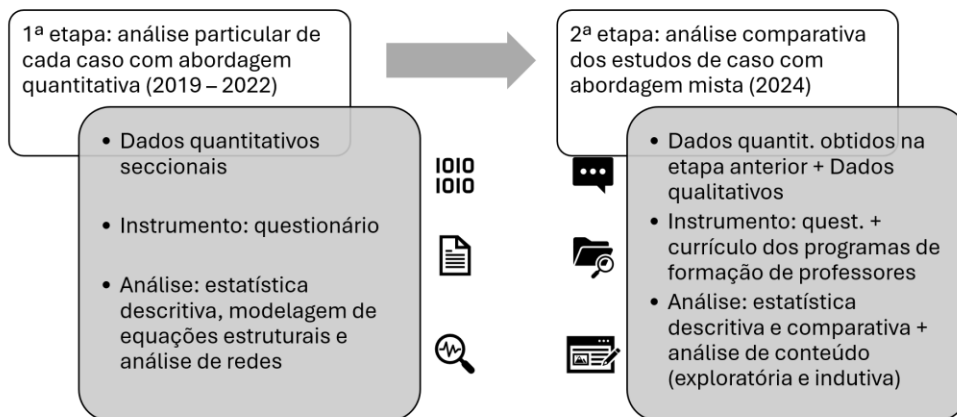 1ª etapa: análise particular de
cada caso com abordagem
quantitativa (2019 – 2022)
• Dados quantitativos
seccionais
• Instrumento: questionário
• Análise: estatística
descritiva, modelagem de
equações estruturais e
análise de redes
1010
1010
2ª etapa: análise comparativa
dos estudos de caso com
abordagem mista (2024)
• Dados quantit. obtidos na
etapa anterior + Dados
qualitativos
• Instrumento: quest. +
currículo dos programas de
formação de professores
• Análise: estatística
descritiva e comparativa +
análise de conteúdo
(exploratória e indutiva)